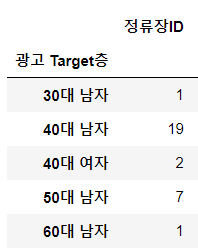 정류장ID
광고 Target층
30대 남자 1
40대 남자 19
40대 여자 2
50대 남자 7
60대 남자 1